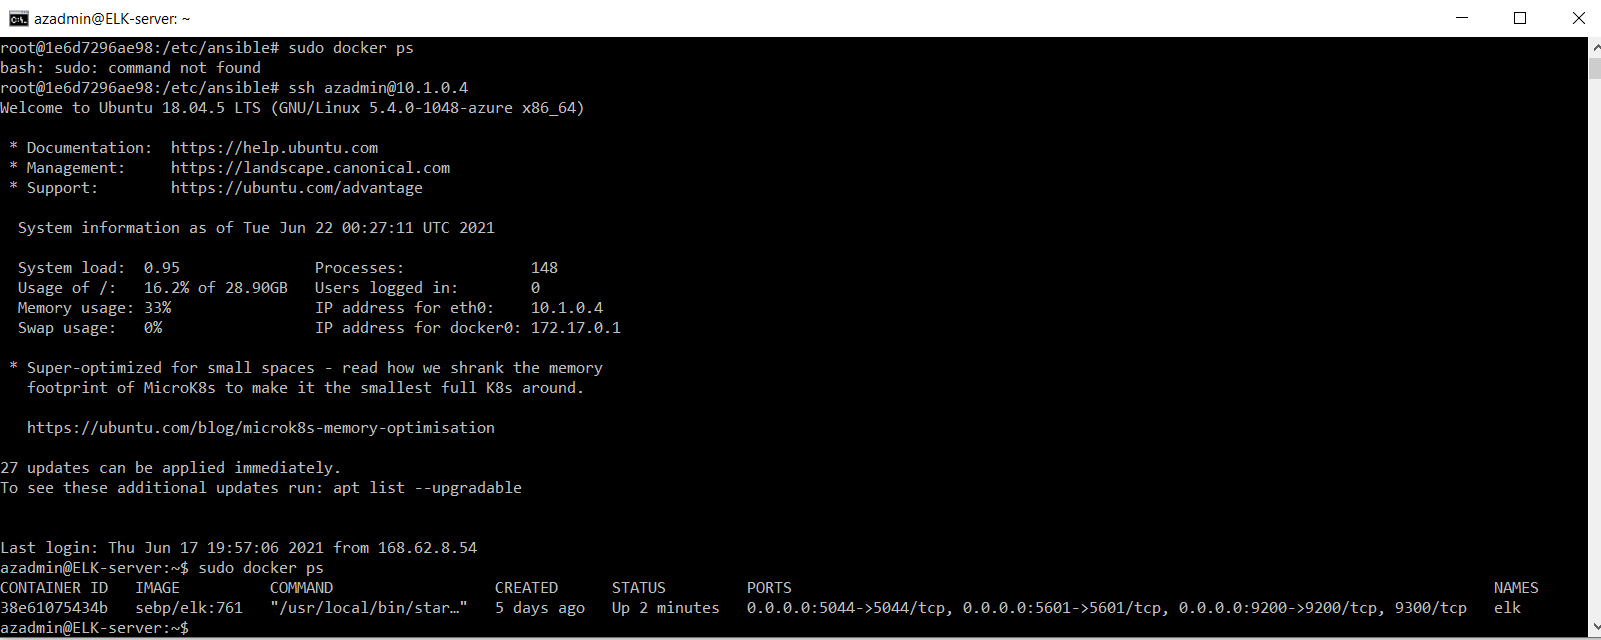 azadmin@ELK-server: ~
root@1e6d7296ae98:/etc/ansible# sudo docker ps
bash: sudo: command not found
root@1e6d7296ae98:/etc/ansible# ssh azadmin@10.1.0.4
Welcome to Ubuntu 18.04.5 LTS (GNU/Linux 5.4.0-1048-azure x86_64)
* Documentation:  https://help.ubuntu.com
* Management:     https://landscape.canonical.com
* Support:        https://ubuntu.com/advantage
System information as of Tue Jun 22 00:27:11 UTC 2021
System load:  0.95               Processes:              148
Usage of /:   16.2% of 28.90GB   Users logged in:        0
Memory usage: 33%                IP address for eth0:    10.1.0.4
Swap usage:   0%                 IP address for docker0: 172.17.0.1
* Super-optimized for small spaces - read how we shrank the memory
footprint of MicroK8s to make it the smallest full K8s around.
https://ubuntu.com/blog/microk8s-memory-optimisation
27 updates can be applied immediately.
To see these additional updates run: apt list --upgradable
Last login: Thu Jun 17 19:57:06 2021 from 168.62.8.54
azadmin@ELK-server:~$ sudo docker ps
CONTAINER ID   IMAGE          COMMAND                  CREATED      STATUS         PORTS                                                                              NAMES
38e61075434b   sebp/elk:761   "/usr/local/bin/star…"   5 days ago   Up 2 minutes   0.0.0.0:5044->5044/tcp, 0.0.0.0:5601->5601/tcp, 0.0.0.0:9200->9200/tcp, 9300/tcp   elk
azadmin@ELK-server:~$